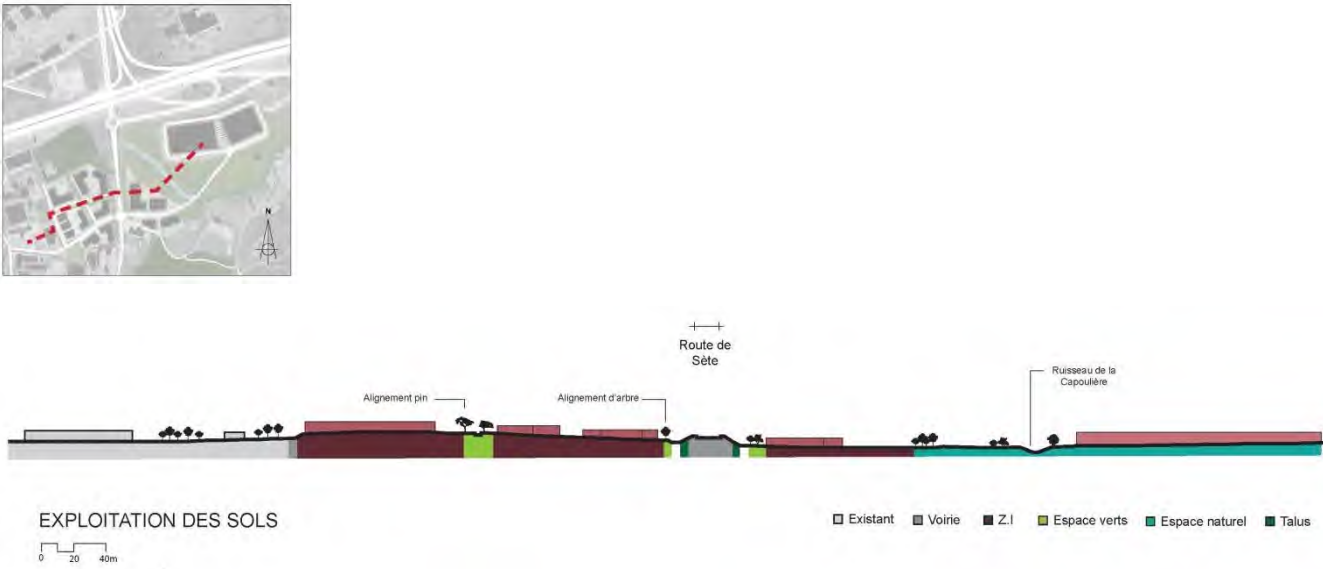 N
Route de
Sète
Alignement pin
Alignement d'arbre
Ruisseau de la
Capoulière
EXPLOITATION DES SOLS
0 20 40m
Existant Voirie Z.I Espace verts Espace naturel Talus